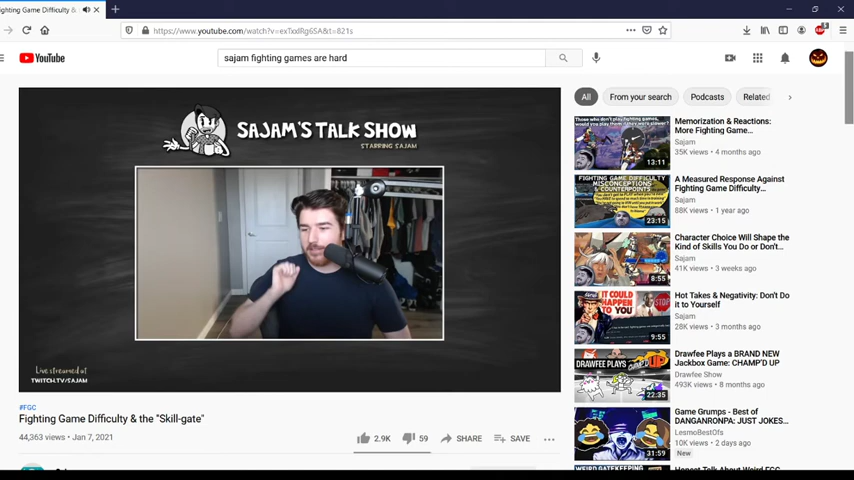 ghting Game Difficulty &
https://www.youtube.com/watch?v=exTxxlRg6SA&t=821s
YouTube
sajam fighting games are hard
SAJAM'S TALK SHOW
STARRING SAJAM
Live streamed at
TWITCH.TV/SAJAM
#FGC
Fighting Game Difficulty & the "Skill-gate"
44,363 views • Jan 7, 2021
2.9K
59
SHARE
SAVE
All
From your search
Podcasts
Related
Memorization & Reactions:
More Fighting Game...
Sajam
35K views • 4 months ago
13:11
FIGHTING GAME DIFFICULTY
MISCONCEPTIONS &
COUNTERPOINTS
A Measured Response Against
Fighting Game Difficulty...
Sajam
88K views • 1 year ago
23:15
Character Choice Will Shape the
Kind of Skills You Do or Don't...
Sajam
41K views • 3 weeks ago
8:55
IT COULD
HAPPEN
TO YOU
STOP
Hot Takes & Negativity: Don't Do
it to Yourself
Sajam
28K views • 3 months ago
9:55
DRAWFEE PLAYS
CHAMP'D UP
Drawfee Plays a BRAND NEW
Jackbox Game: CHAMP'D UP
Drawfee Show
493K views • 8 months ago
22:35
Game Grumps - Best of
DANGANRONPA: JUST JOKES...
LesmoBestOfs
10K views • 2 days ago
New
31:59
WEIRD GATEKEEPING